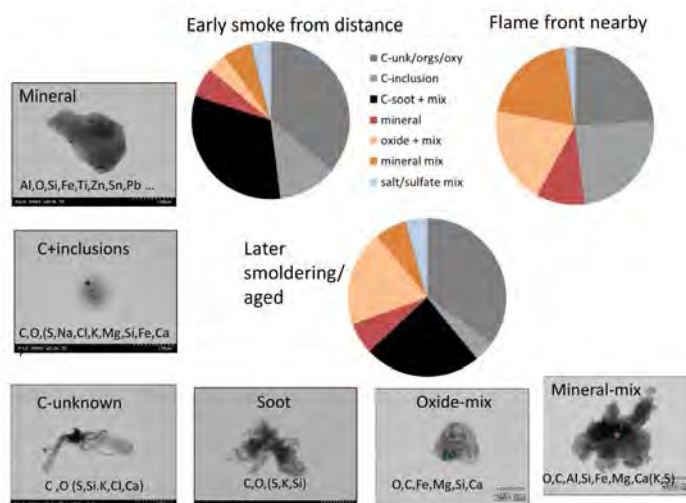 Early smoke from distance
Flame front nearby
C-unk/orgs/oxy
C-inclusion
C-soot + mix
mineral
oxide + mix
mineral mix
salt/sulfate mix
Mineral
Al,O,Si,Fe,Ti,Zn,Sn,Pb ...
C+inclusions
C,O,(S,Na,Cl,K,Mg,Si,Fe,Ca
Later
smoldering/
aged
C-unknown
C,O (S,Si.K,Cl,Ca)
Soot
C,O,(S,K,Si)
Oxide-mix
O,C,Fe,Mg,Si,Ca
Mineral-mix
O,C,Al,Si,Fe,Mg,Ca(K,S)